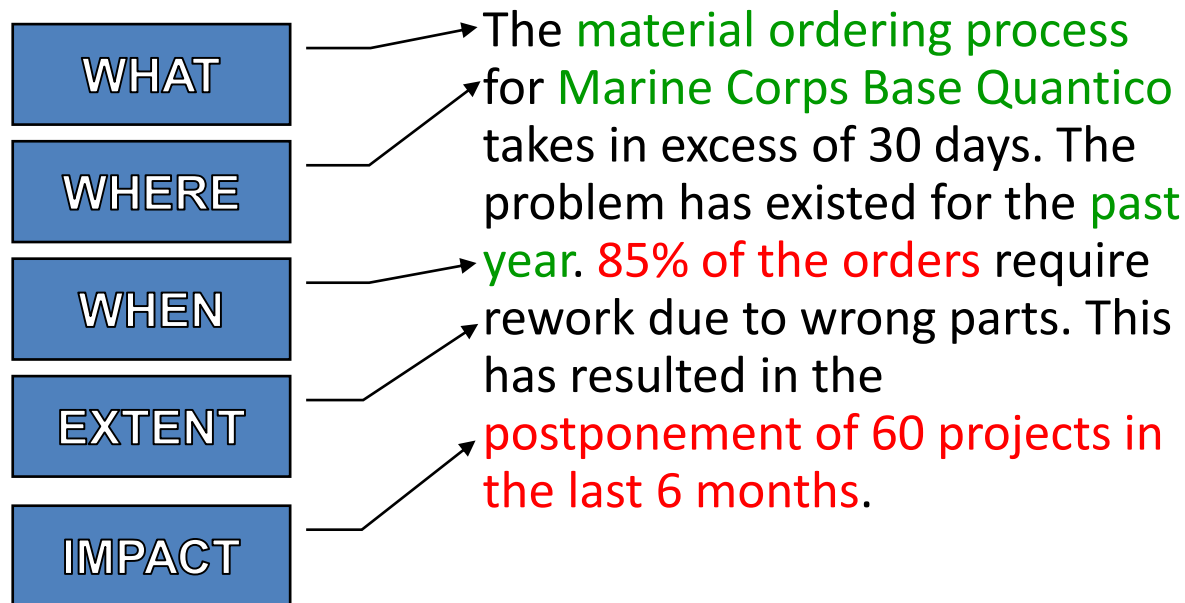 WHAT
WHERE
WHEN
EXTENT
IMPACT
The material ordering process
for Marine Corps Base Quantico
takes in excess of 30 days. The
problem has existed for the past
year. 85% of the orders require
rework due to wrong parts. This
has resulted in the
postponement of 60 projects in
the last 6 months.